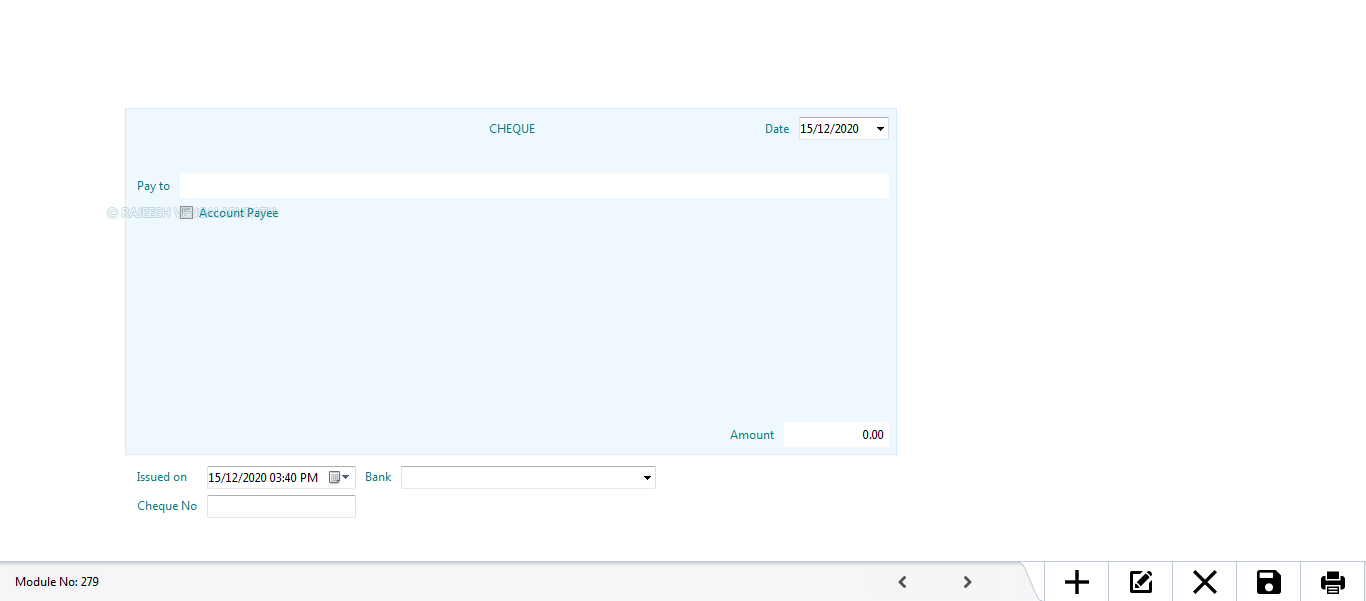 CHEQUE
Date 15/12/2020
Pay to
© RAJEESH
Account Payee
Amount 0.00
Issued on 15/12/2020 03:40 PM Bank
Cheque No
Module No: 279